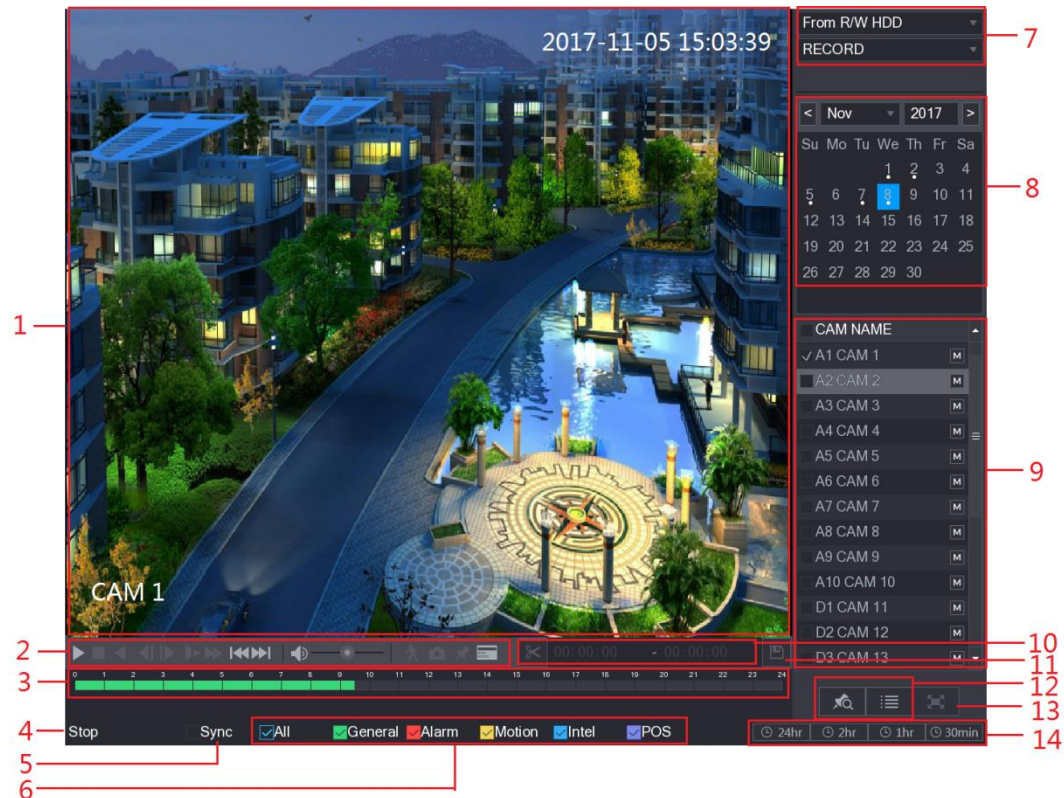 2017-11-05 15:03:39
CAM 1
From R/W HDD
RECORD
7
< Nov 2017 >
Su Mo Tu We Th Fr Sa
1 2 3 4
5 6 7 8 9 10 11
12 13 14 15 16 17 18
19 20 21 22 23 24 25
26 27 28 29 30
8
1
CAM NAME
A1 CAM 1 M
A2 CAM 2 M
A3 CAM 3 M
A4 CAM 4 M
A5 CAM 5 M
A6 CAM 6 M
A7 CAM 7 M
A8 CAM 8 M
A9 CAM 9 M
A10 CAM 10 M
D1 CAM 11 M
D2 CAM 12 M
D3 CAM 13 M
9
2
00:00:00 - 00:00:00
10
11
3
0 1 2 3 4 5 6 7 8 9 10 11 12 13 14 15 16 17 18 19 20 21 22 23 24
12
13
4
Stop Sync All General Alarm Motion Intel POS
24hr 2hr 1hr 30min
14
5
6